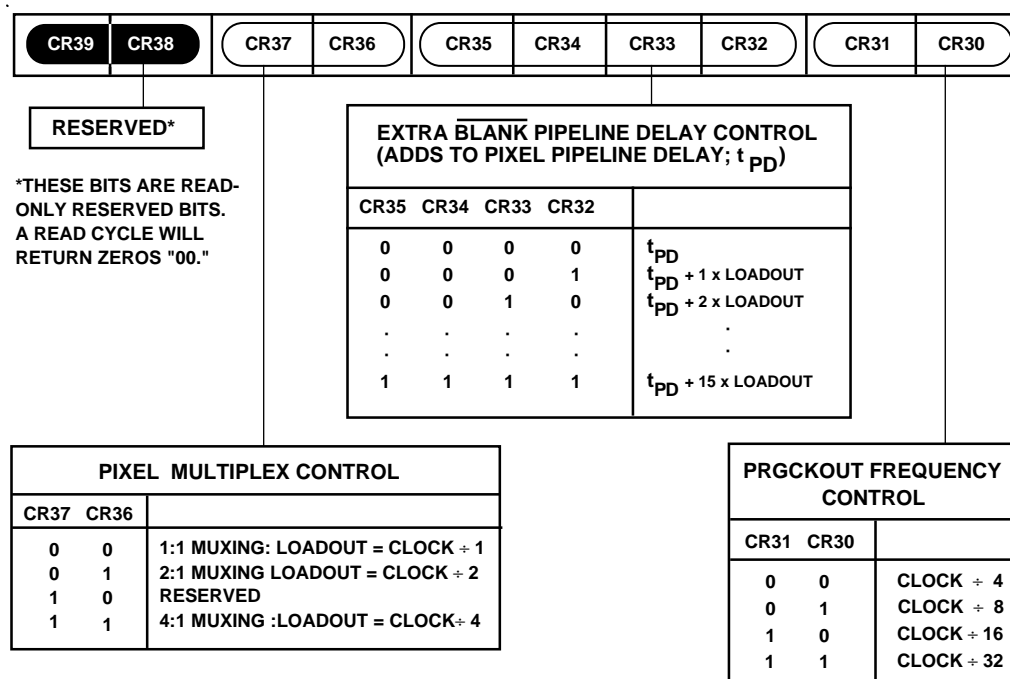 CR39 CR38 CR37 CR36 CR35 CR34 CR33 CR32 CR31 CR30
RESERVED*
*THESE BITS ARE READ-
ONLY RESERVED BITS.
A READ CYCLE WILL
RETURN ZEROS "00."
EXTRA BLANK PIPELINE DELAY CONTROL
(ADDS TO PIXEL PIPELINE DELAY; t PD)
CR35 CR34 CR33 CR32
0 0 0 0 tPD
0 0 0 1 tPD + 1 x LOADOUT
0 0 1 0 tPD + 2 x LOADOUT
. . . . .
. . . . .
1 1 1 1 tPD + 15 x LOADOUT
PIXEL MULTIPLEX CONTROL
CR37 CR36
0 0 1:1 MUXING: LOADOUT = CLOCK ÷ 1
0 1 2:1 MUXING LOADOUT = CLOCK ÷ 2
1 0 RESERVED
1 1 4:1 MUXING :LOADOUT = CLOCK÷ 4
PRGCKOUT FREQUENCY
CONTROL
CR31 CR30
0 0 CLOCK ÷ 4
0 1 CLOCK ÷ 8
1 0 CLOCK ÷ 16
1 1 CLOCK ÷ 32